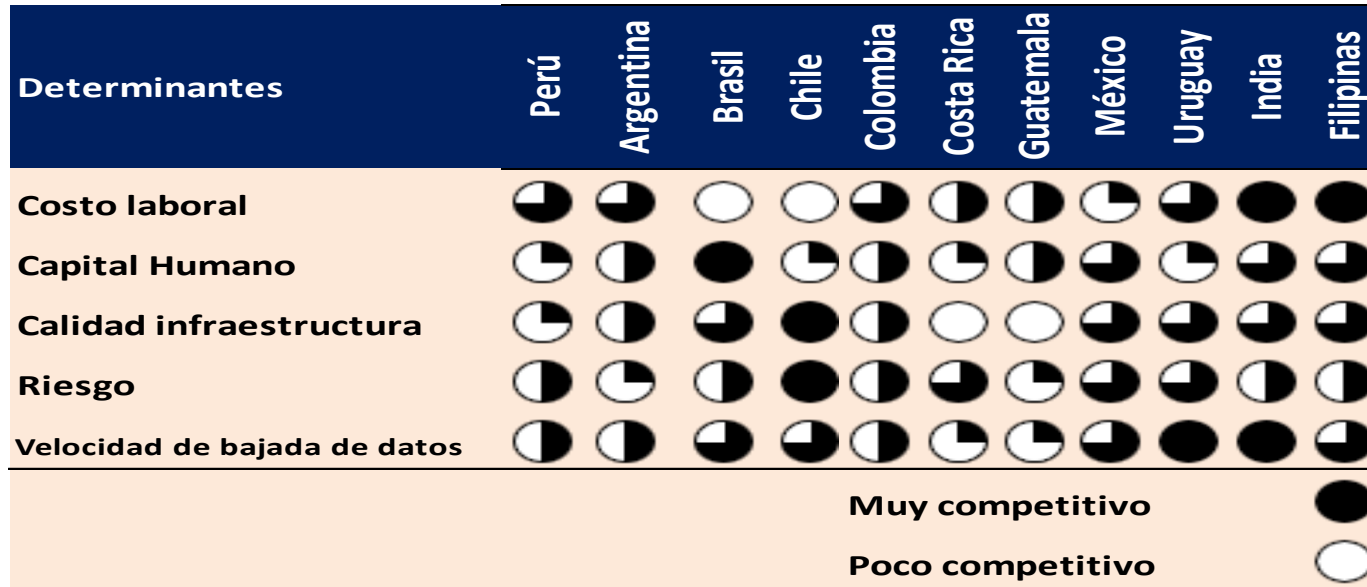 Determinantes
Perú
Argentina
Brasil
Chile
Colombia
Costa Rica
Guatemala
México
Uruguay
India
Filipinas
Costo laboral
Capital Humano
Calidad infraestructura
Riesgo
Velocidad de bajada de datos
Muy competitivo
Poco competitivo